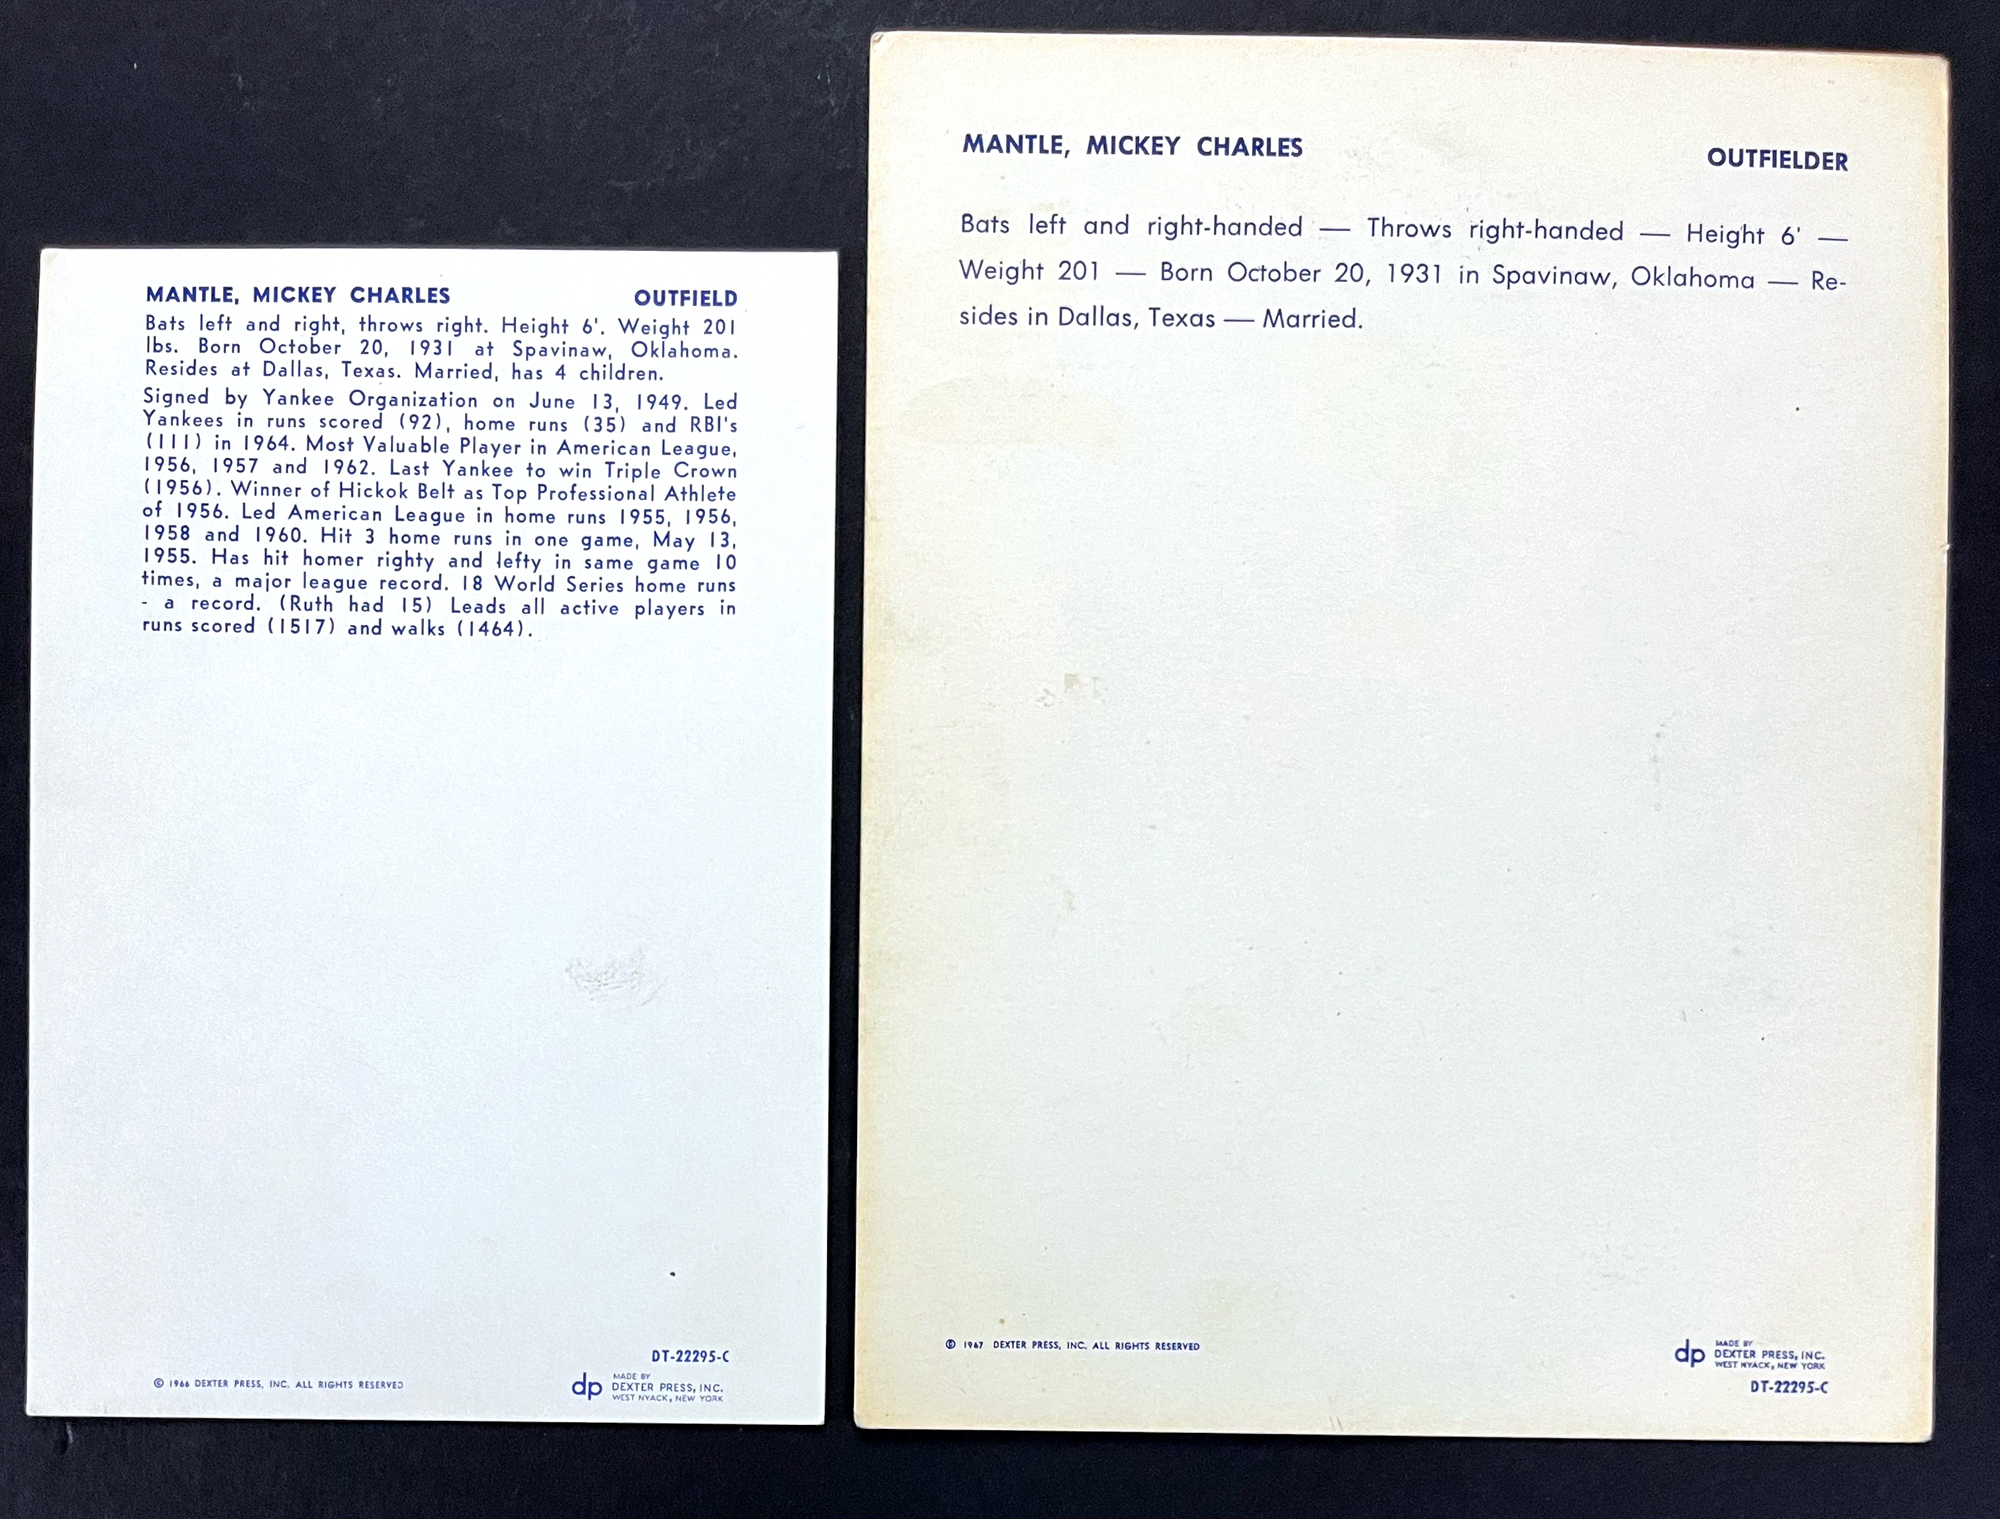 MANTLE, MICKEY CHARLES OUTFIELD
Bats left and right, throws right. Height 6'. Weight 201
lbs. Born October 20, 1931 at Spavinaw, Oklahoma.
Resides at Dallas, Texas. Married, has 4 children.
Signed by Yankee Organization on June 13, 1949. Led
Yankees in runs scored (92), home runs (35) and RBI's
(111) in 1964. Most Valuable Player in American League,
1956, 1957 and 1962. Last Yankee to win Triple Crown
(1956). Winner of Hickok Belt as Top Professional Athlete
of 1956. Led American League in home runs 1955, 1956,
1958 and 1960. Hit 3 home runs in one game, May 13,
1955. Has hit homer righty and lefty in same game 10
times, a major league record. 18 World Series home runs
- a record. (Ruth had 15) Leads all active players in
runs scored (1517) and walks (1464).
DT-22295-C
© 1966 DEXTER PRESS, INC. ALL RIGHTS RESERVED
dp
MADE BY
DEXTER PRESS, INC.
WEST NYACK, NEW YORK
MANTLE, MICKEY CHARLES OUTFIELDER
Bats left and right-handed — Throws right-handed — Height 6' —
Weight 201 — Born October 20, 1931 in Spavinaw, Oklahoma — Re-
sides in Dallas, Texas — Married.
© 1967 DEXTER PRESS, INC. ALL RIGHTS RESERVED
dp
MADE BY
DEXTER PRESS, INC.
WEST NYACK, NEW YORK
DT-22295-C